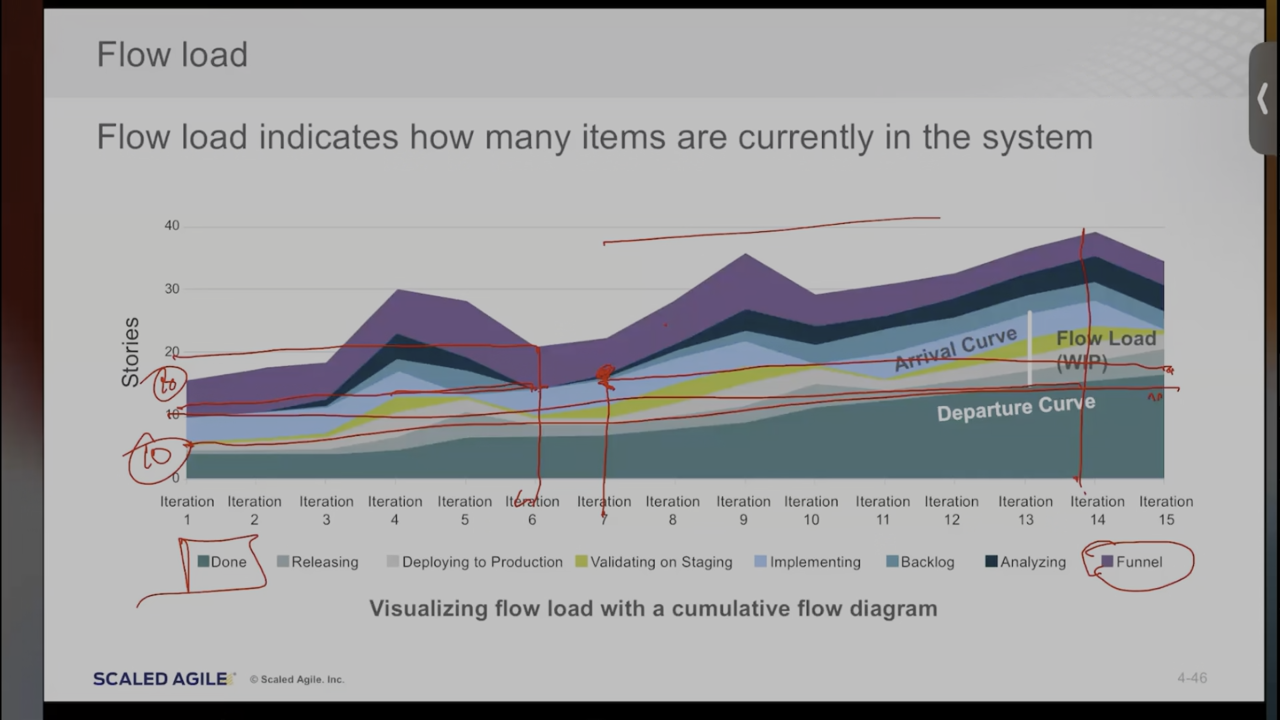 Flow load
Flow load indicates how many items are currently in the system
40
30
20
10
0
Stories
Arrival Curve
Flow Load
(WIP)
Departure Curve
10
Iteration 1
Iteration 2
Iteration 3
Iteration 4
Iteration 5
Iteration 6
Iteration 7
Iteration 8
Iteration 9
Iteration 10
Iteration 11
Iteration 12
Iteration 13
Iteration 14
Iteration 15
Done Releasing Deploying to Production Validating on Staging Implementing Backlog Analyzing Funnel
Visualizing flow load with a cumulative flow diagram
SCALED AGILE © Scaled Agile. Inc.
4-46